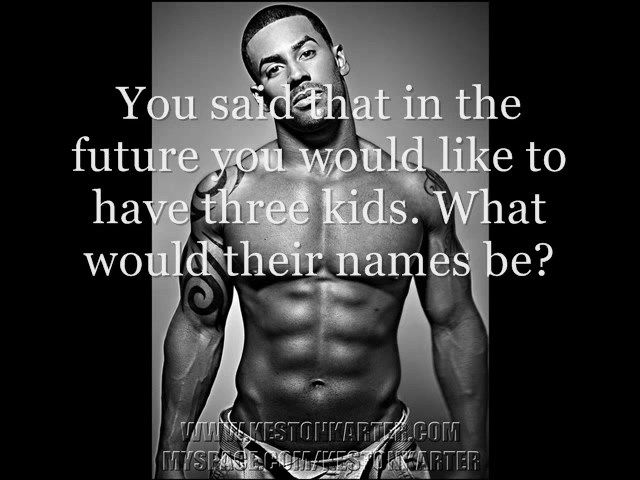 You said that in the
future you would like to
have three kids. What
would their names be?
WWW.KESTONKARTER.COM
MYSPACE.COM/KESTONKARTER